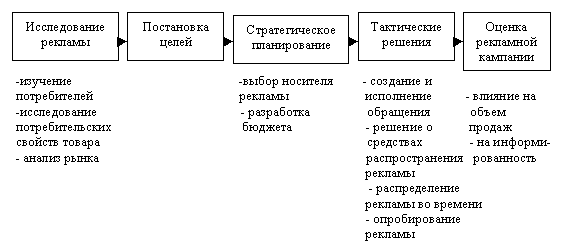 Исследование
рекламы
Постановка
целей
Стратегическое
планирование
Тактические
решения
Оценка
рекламной
кампании
-изучение
потребителей
-исследование
потребительских
свойств товара
- анализ рынка
-выбор носителя
рекламы
- разработка
бюджета
- создание и
исполнение
обращения
- решение о
средствах
распространения
рекламы
- распределение
рекламы во времени
- опробирование
рекламы
- влияние на
объем
продаж
- на информи-
рованность